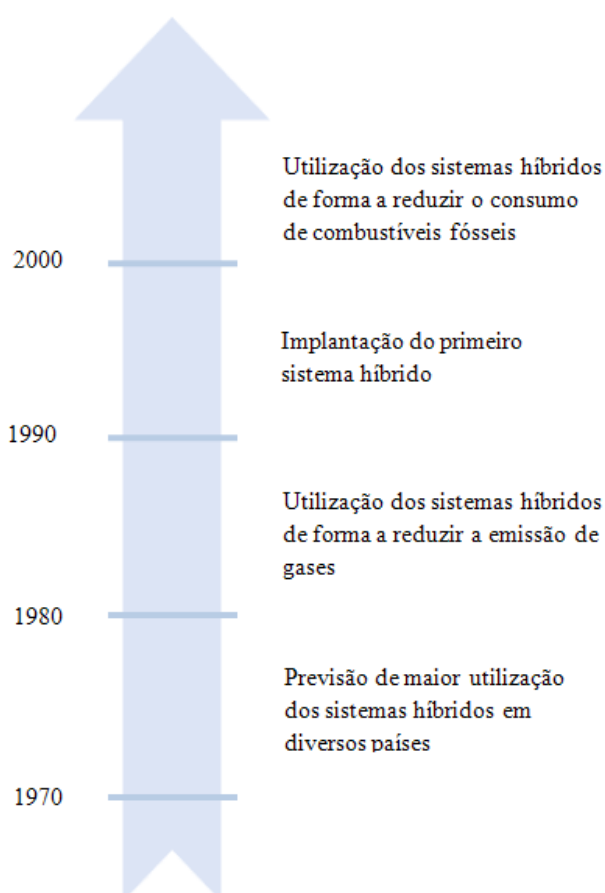 Utilização dos sistemas híbridos
de forma a reduzir o consumo
de combustíveis fósseis
2000
Implantação do primeiro
sistema híbrido
1990
Utilização dos sistemas híbridos
de forma a reduzir a emissão de
gases
1980
Previsão de maior utilização
dos sistemas híbridos em
diversos países
1970